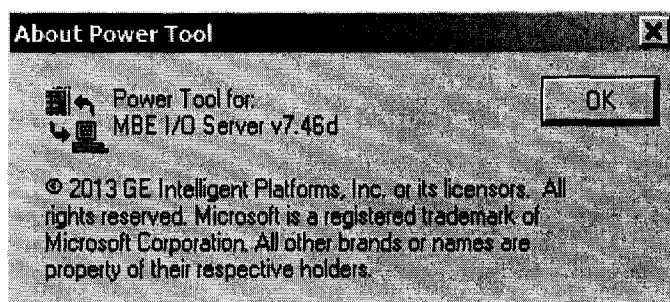 About Power Tool
Power Tool for:
MBE I/O Server v7.46d
OK
© 2013 GE Intelligent Platforms, Inc. or its licensors. All
rights reserved. Microsoft is a registered trademark of
Microsoft Corporation. All other brands or names are
property of their respective holders.